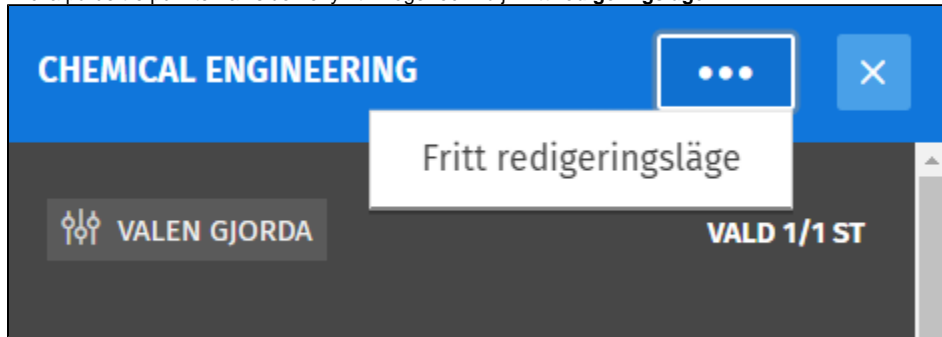 CHEMICAL ENGINEERING
Fritt redigeringsläge
VALEN GJORDA
VALD 1/1 ST